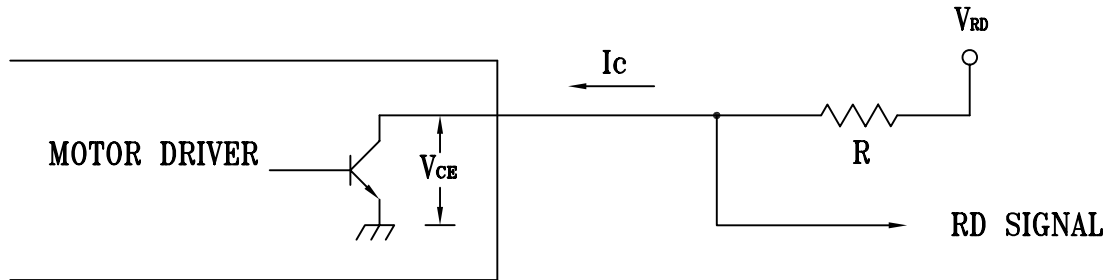 VRD
Ic
MOTOR DRIVER
VCE
R
RD SIGNAL